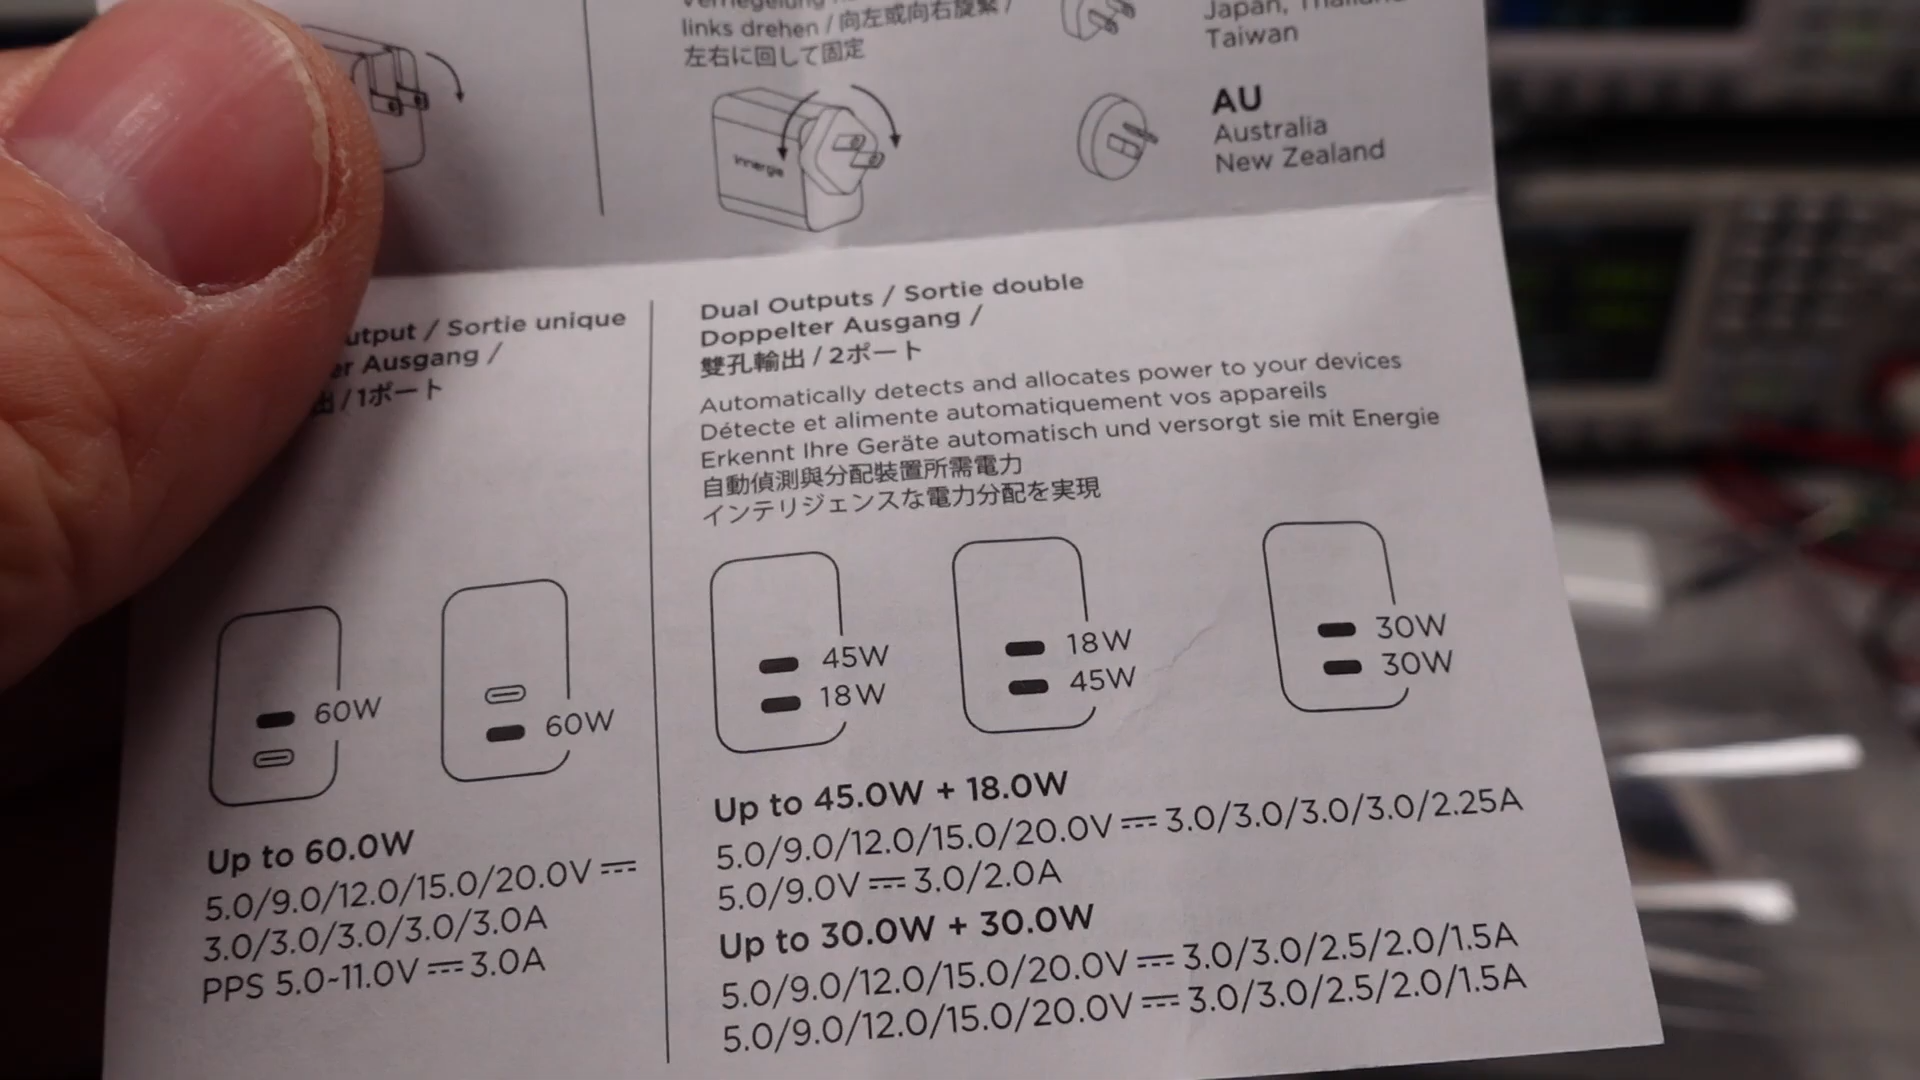 links drehen / 向左或向右旋緊 /
左右に回して固定
innergie
Japan,
Taiwan
AU
Australia
New Zealand
/ Sortie unique
Ausgang /
/ 1ポート
60W
60W
Up to 60.0W
5.0/9.0/12.0/15.0/20.0V⎓
3.0/3.0/3.0/3.0/3.0A
PPS 5.0~11.0V⎓3.0A
Dual Outputs / Sortie double
Doppelter Ausgang /
雙孔輸出 / 2ポート
Automatically detects and allocates power to your devices
Détecte et alimente automatiquement vos appareils
Erkennt Ihre Geräte automatisch und versorgt sie mit Energie
自動偵測與分配裝置所需電力
インテリジェンスな電力分配を実現
45W
18W
18W
45W
30W
30W
Up to 45.0W + 18.0W
5.0/9.0/12.0/15.0/20.0V⎓3.0/3.0/3.0/3.0/2.25A
5.0/9.0V⎓3.0/2.0A
Up to 30.0W + 30.0W
5.0/9.0/12.0/15.0/20.0V⎓3.0/3.0/2.5/2.0/1.5A
5.0/9.0/12.0/15.0/20.0V⎓3.0/3.0/2.5/2.0/1.5A